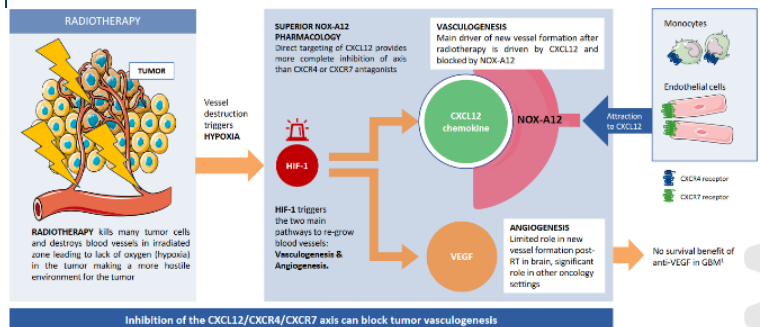 RADIOTHERAPY
TUMOR
RADIOTHERAPY kills many tumor cells
and destroys blood vessels in irradiated
zone leading to lack of oxygen (hypoxia)
in the tumor making a more hostile
environment for the tumor
Vessel
destruction
triggers
HYPOXIA
SUPERIOR NOX-A12
PHARMACOLOGY
Direct targeting of CXCL12 provides
more complete inhibition of axis
than CXCR4 or CXCR7 antagonists
HIF-1
HIF-1 triggers
the two main
pathways to re-grow
blood vessels:
Vasculogenesis &
Angiogenesis.
VASCULOGENESIS
Main driver of new vessel formation after
radiotherapy is driven by CXCL12 and
blocked by NOX-A12
CXCL12
chemokine
NOX-A12
VEGF
ANGIOGENESIS
Limited role in new
vessel formation post-
RT in brain, significant
role in other oncology
settings
Attraction
to CXCL12
Monocytes
Endothelial cells
CXCR4 receptor
CXCR7 receptor
No survival benefit of
anti-VEGF in GBM¹
Inhibition of the CXCL12/CXCR4/CXCR7 axis can block tumor vasculogenesis